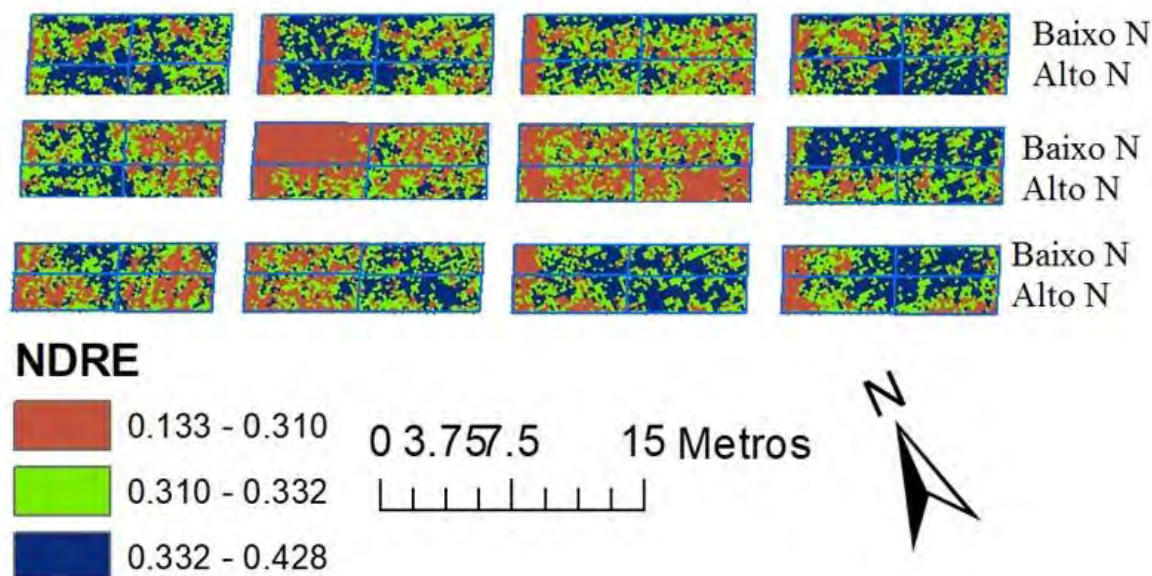 Baixo N
Alto N
Baixo N
Alto N
Baixo N
Alto N
NDRE
0.133 - 0.310
0.310 - 0.332
0.332 - 0.428
0 3.757.5 15 Metros
N